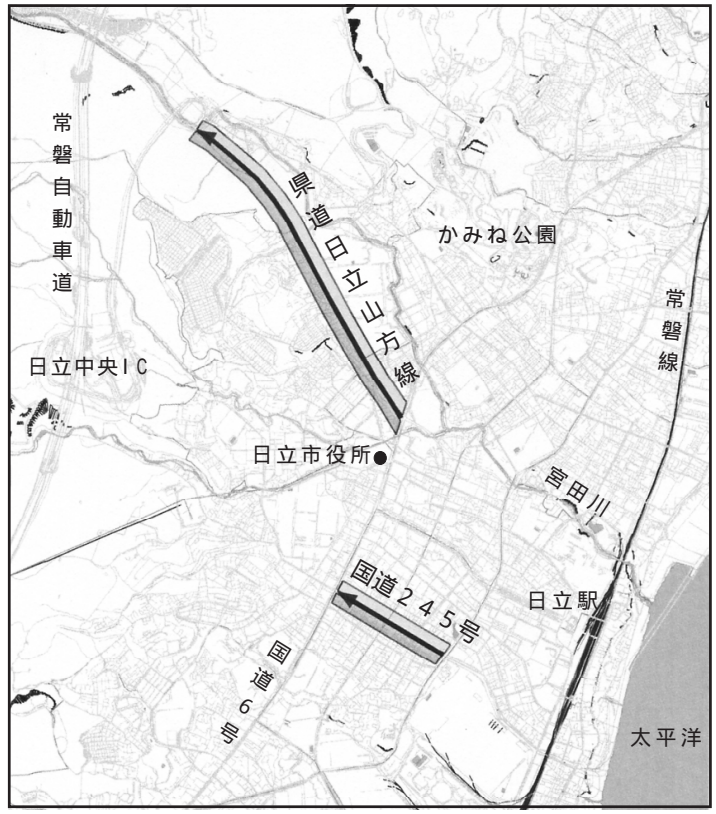 常磐自動車道
県道日立山方線
かみね公園
常磐線
日立中央IC
日立市役所
宮田川
国道245号
日立駅
国道6号
太平洋